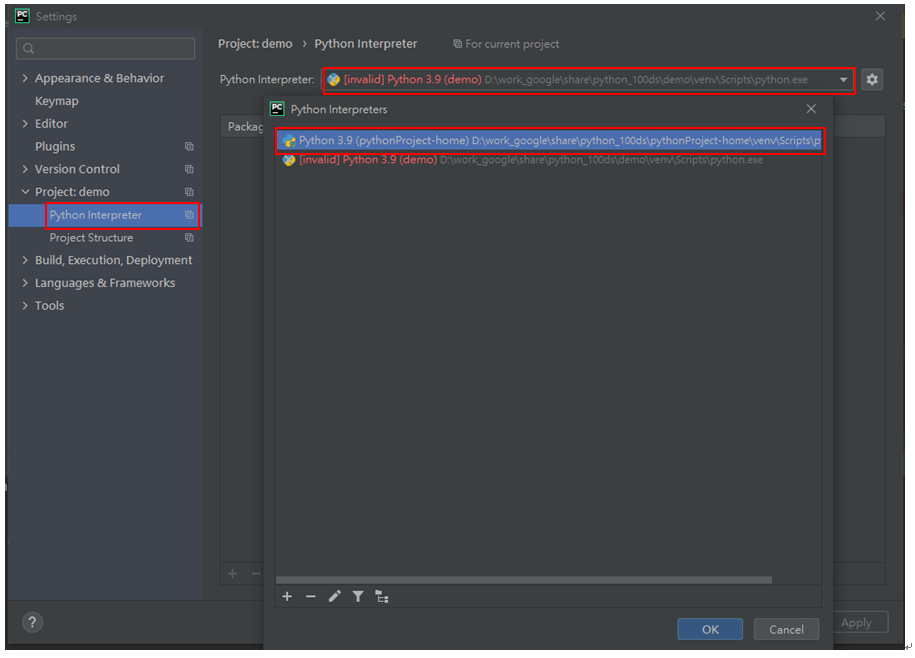 Settings
Project: demo › Python Interpreter For current project
Python Interpreter: [invalid] Python 3.9 (demo) D:\work_google\share\python_100ds\demo\venv\Scripts\python.exe
Appearance & Behavior
Keymap
Editor
Plugins
Version Control
Project: demo
Python Interpreter
Project Structure
Build, Execution, Deployment
Languages & Frameworks
Tools
Packag
PC Python Interpreters
Python 3.9 (pythonProject-home) D:\work_google\share\python_100ds\pythonProject-home\venv\Scripts\p
[invalid] Python 3.9 (demo) D:\work_google\share\python_100ds\demo\venv\Scripts\python.exe
OK
Cancel
Apply
?